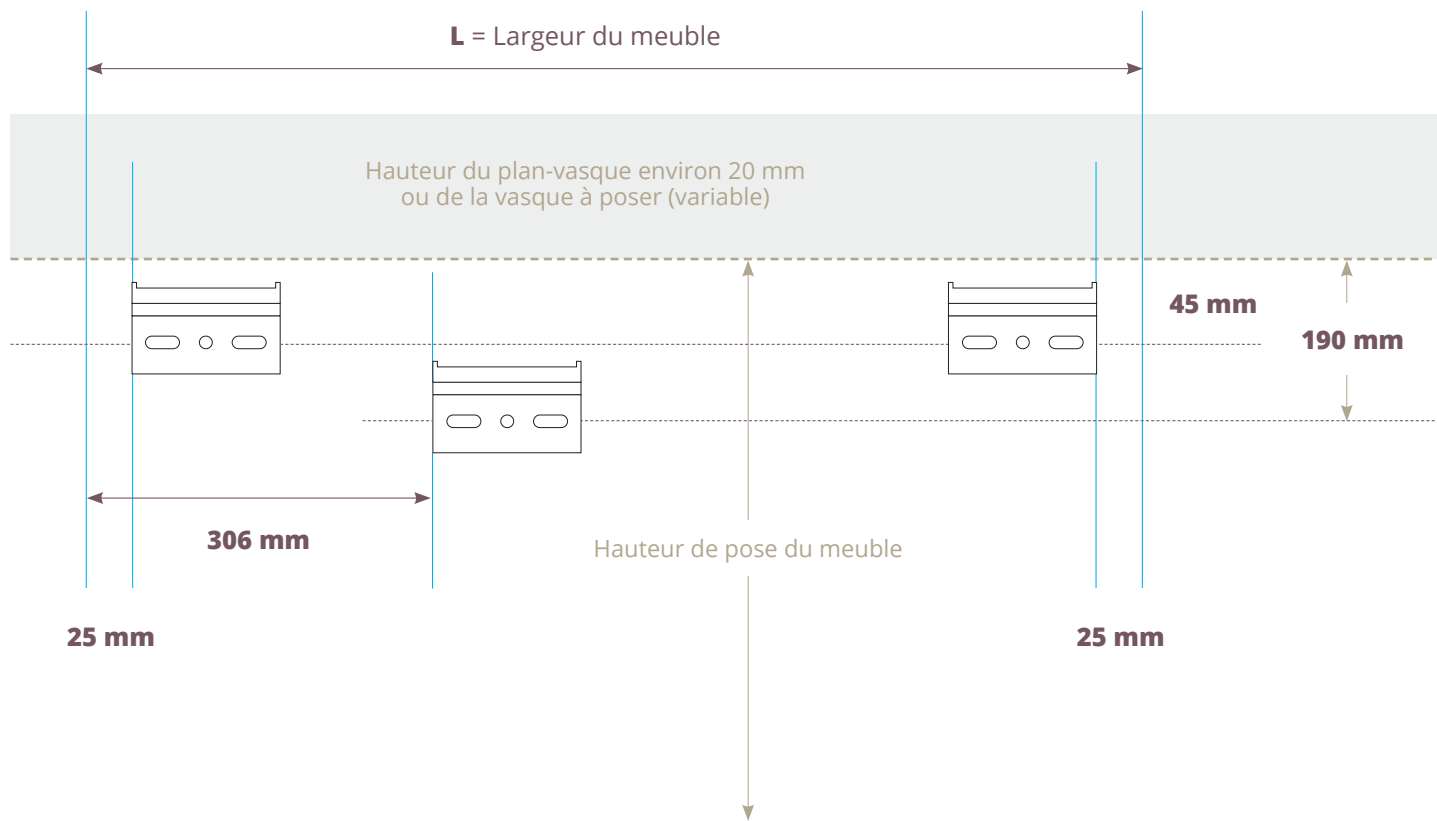 L = Largeur du meuble
Hauteur du plan-vasque environ 20 mm
ou de la vasque à poser (variable)
45 mm
190 mm
306 mm
Hauteur de pose du meuble
25 mm
25 mm